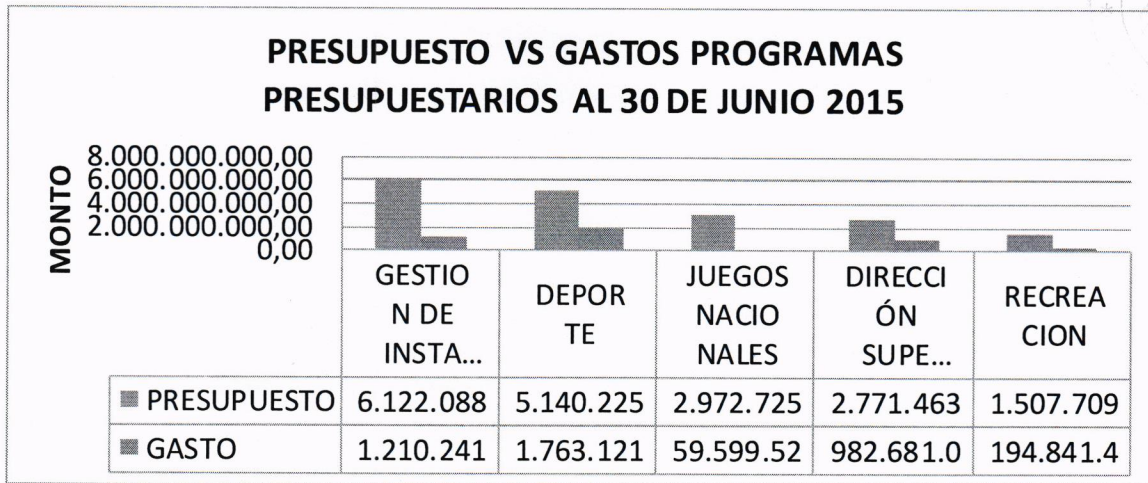 PRESUPUESTO VS GASTOS PROGRAMAS
PRESUPUESTARIOS AL 30 DE JUNIO 2015
MONTO
8.000.000.000,00
6.000.000.000,00
4.000.000.000,00
2.000.000.000,00
0,00
GESTIO
N DE
INSTA...
DEPOR
TE
JUEGOS
NACIO
NALES
DIRECCI
ÓN
SUPE...
RECREA
CION
PRESUPUESTO 6.122.088 5.140.225 2.972.725 2.771.463 1.507.709
GASTO 1.210.241 1.763.121 59.599.52 982.681.0 194.841.4